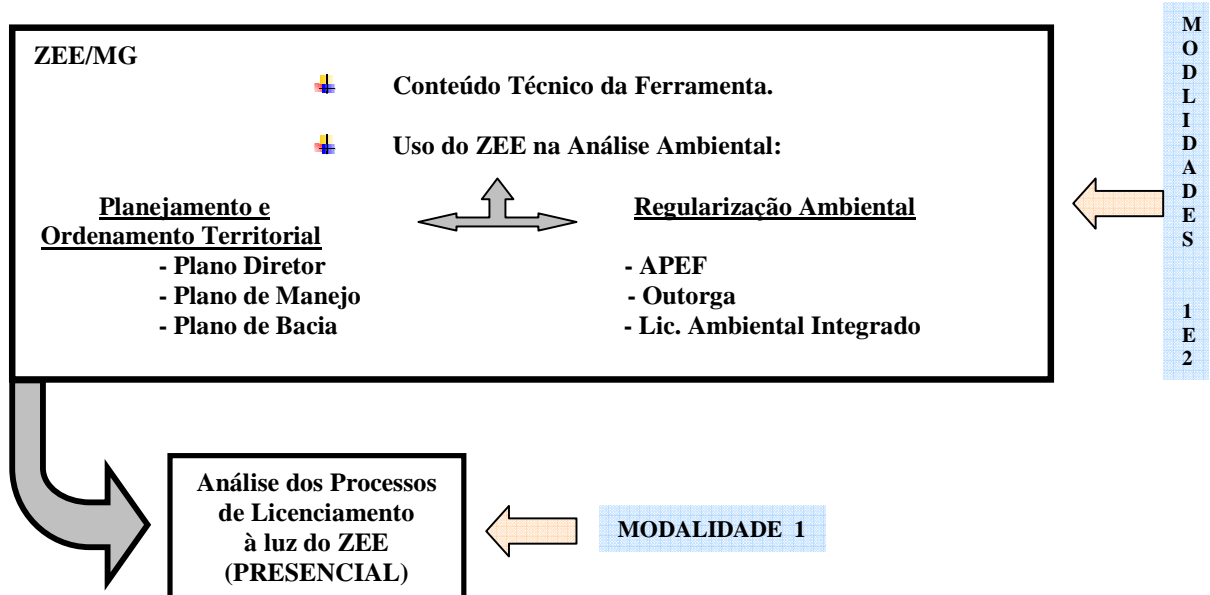 ZEE/MG
Conteúdo Técnico da Ferramenta.
Uso do ZEE na Análise Ambiental:
Planejamento e
Ordenamento Territorial
- Plano Diretor
- Plano de Manejo
- Plano de Bacia
Regularização Ambiental
- APEF
- Outorga
- Lic. Ambiental Integrado
M
O
D
L
I
D
A
D
E
S
1
E
2
Análise dos Processos
de Licenciamento
à luz do ZEE
(PRESENCIAL)
MODALIDADE 1